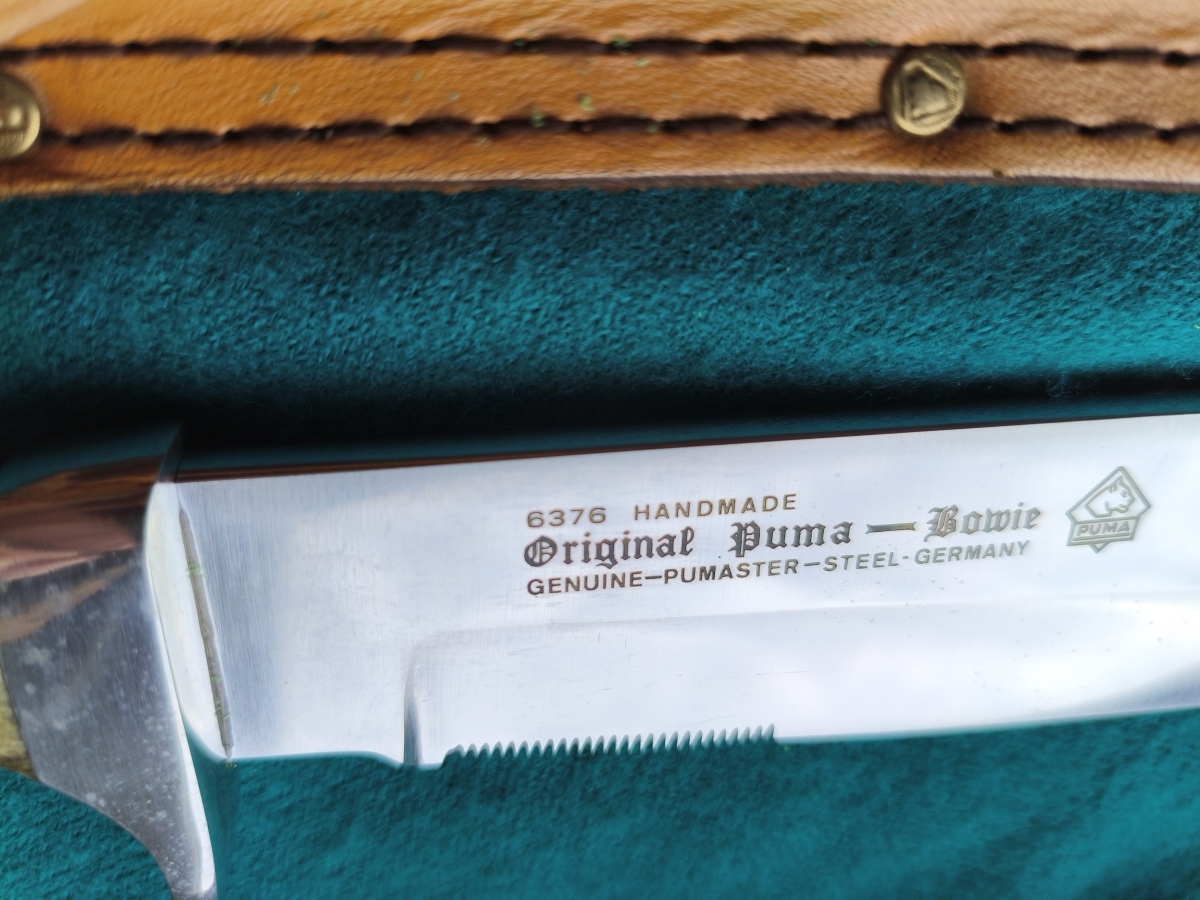 6376 HANDMADE
Original Puma — Bowie
GENUINE—PUMASTER—STEEL-GERMANY
PUMA